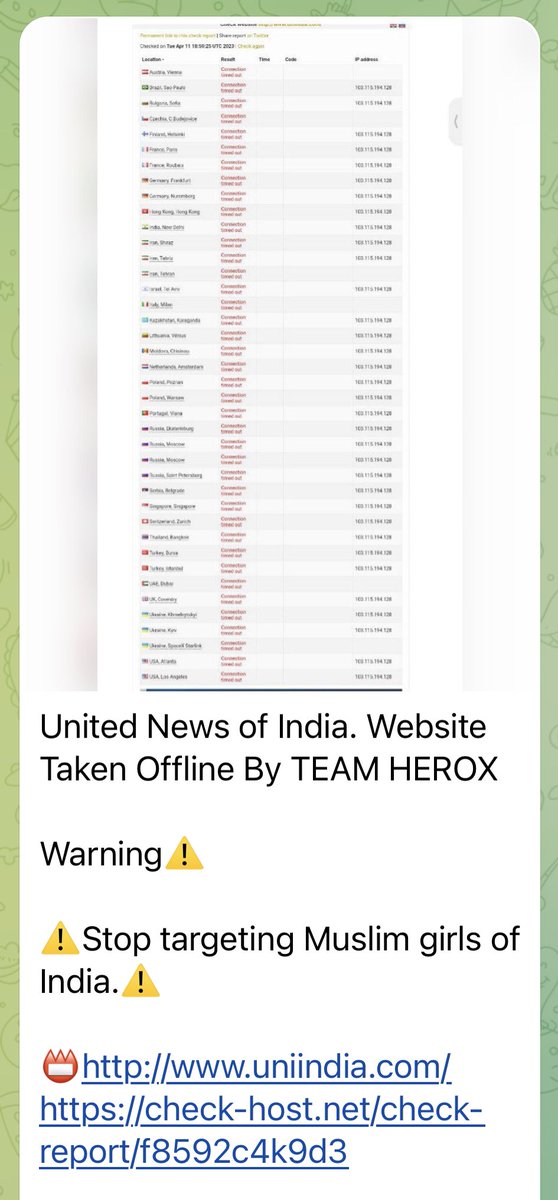 Check website http://www.uniindia.com/
Permanent link to this check report | Share report on Twitter
Checked on Tue Apr 11 18:50:25 UTC 2023 | Check again
Location Result Time Code IP address
Austria, Vienna Connection timed out
Brazil, Sao Paulo Connection timed out 103.115.194.128
Bulgaria, Sofia Connection timed out 103.115.194.128
Czechia, C.Budejovice Connection timed out
Finland, Helsinki Connection timed out 103.115.194.128
France, Paris Connection timed out 103.115.194.128
France, Roubaix Connection timed out 103.115.194.128
Germany, Frankfurt Connection timed out 103.115.194.128
Germany, Nuremberg Connection timed out 103.115.194.128
Hong Kong, Hong Kong Connection timed out 103.115.194.128
India, New Delhi Connection timed out 103.115.194.128
Iran, Shiraz Connection timed out 103.115.194.128
Iran, Tabriz Connection timed out 103.115.194.128
Iran, Tehran Connection timed out
Israel, Tel Aviv Connection timed out 103.115.194.128
Italy, Milan Connection timed out
Kazakhstan, Karaganda Connection timed out 103.115.194.128
Lithuania, Vilnius Connection timed out 103.115.194.128
Moldova, Chisinau Connection timed out 103.115.194.128
Netherlands, Amsterdam Connection timed out 103.115.194.128
Poland, Poznan Connection timed out 103.115.194.128
Poland, Warsaw Connection timed out 103.115.194.128
Portugal, Viana Connection timed out 103.115.194.128
Russia, Ekaterinburg Connection timed out 103.115.194.128
Russia, Moscow Connection timed out 103.115.194.128
Russia, Moscow Connection timed out 103.115.194.128
Russia, Saint Petersburg Connection timed out 103.115.194.128
Serbia, Belgrade Connection timed out 103.115.194.128
Singapore, Singapore Connection timed out 103.115.194.128
Switzerland, Zurich Connection timed out 103.115.194.128
Thailand, Bangkok Connection timed out 103.115.194.128
Turkey, Bursa Connection timed out 103.115.194.128
Turkey, Istanbul Connection timed out 103.115.194.128
UAE, Dubai Connection timed out
UK, Coventry Connection timed out 103.115.194.128
Ukraine, Khmelnytskyi Connection timed out 103.115.194.128
Ukraine, Kyiv Connection timed out 103.115.194.128
Ukraine, SpaceX Starlink Connection timed out 103.115.194.128
USA, Atlanta Connection timed out 103.115.194.128
USA, Los Angeles Connection timed out 103.115.194.128
United News of India. Website
Taken Offline By TEAM HEROX
Warning⚠️
⚠️Stop targeting Muslim girls of
India.⚠️
📛http://www.uniindia.com/
https://check-host.net/check-
report/f8592c4k9d3